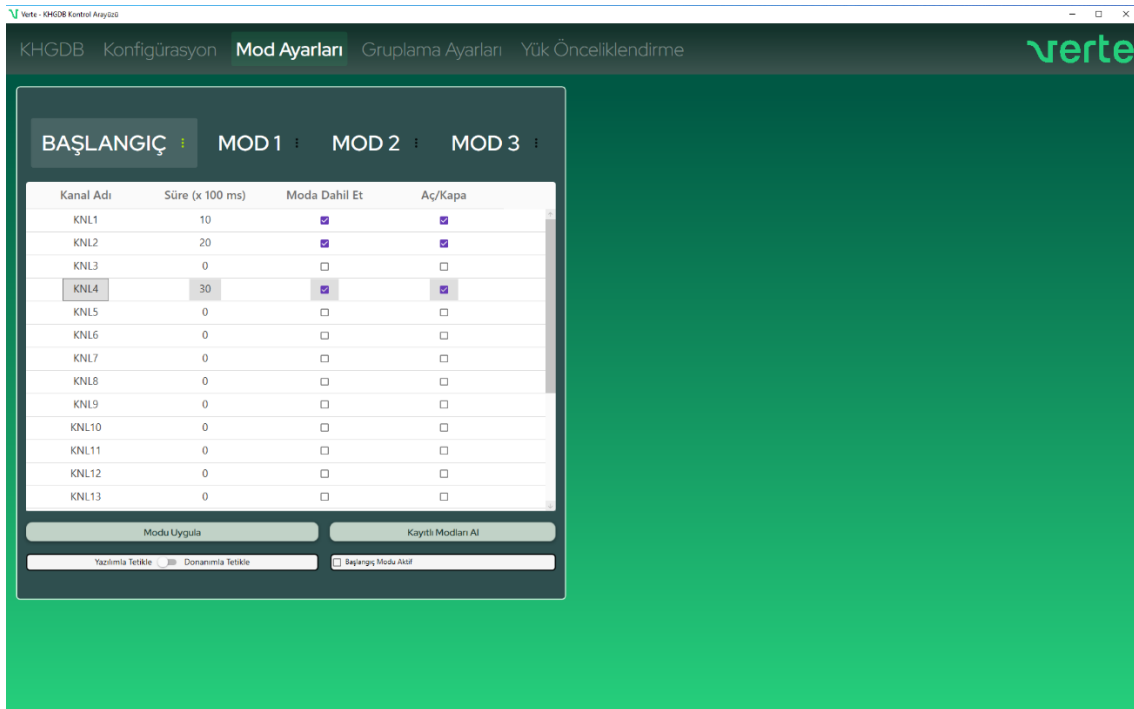 Verte - KHGDB Kontrol Arayüzü
KHGDB Konfigürasyon Mod Ayarları Gruplama Ayarları Yük Önceliklendirme
verte
BAŞLANGIÇ MOD 1 MOD 2 MOD 3
Kanal Adı Süre (x 100 ms) Moda Dahil Et Aç/Kapa
KNL1 10
KNL2 20
KNL3 0
KNL4 30
KNL5 0
KNL6 0
KNL7 0
KNL8 0
KNL9 0
KNL10 0
KNL11 0
KNL12 0
KNL13 0
Modu Uygula Kayıtlı Modları Al
Yazılımla Tetikle Donanımla Tetikle Başlangıç Modu Aktif